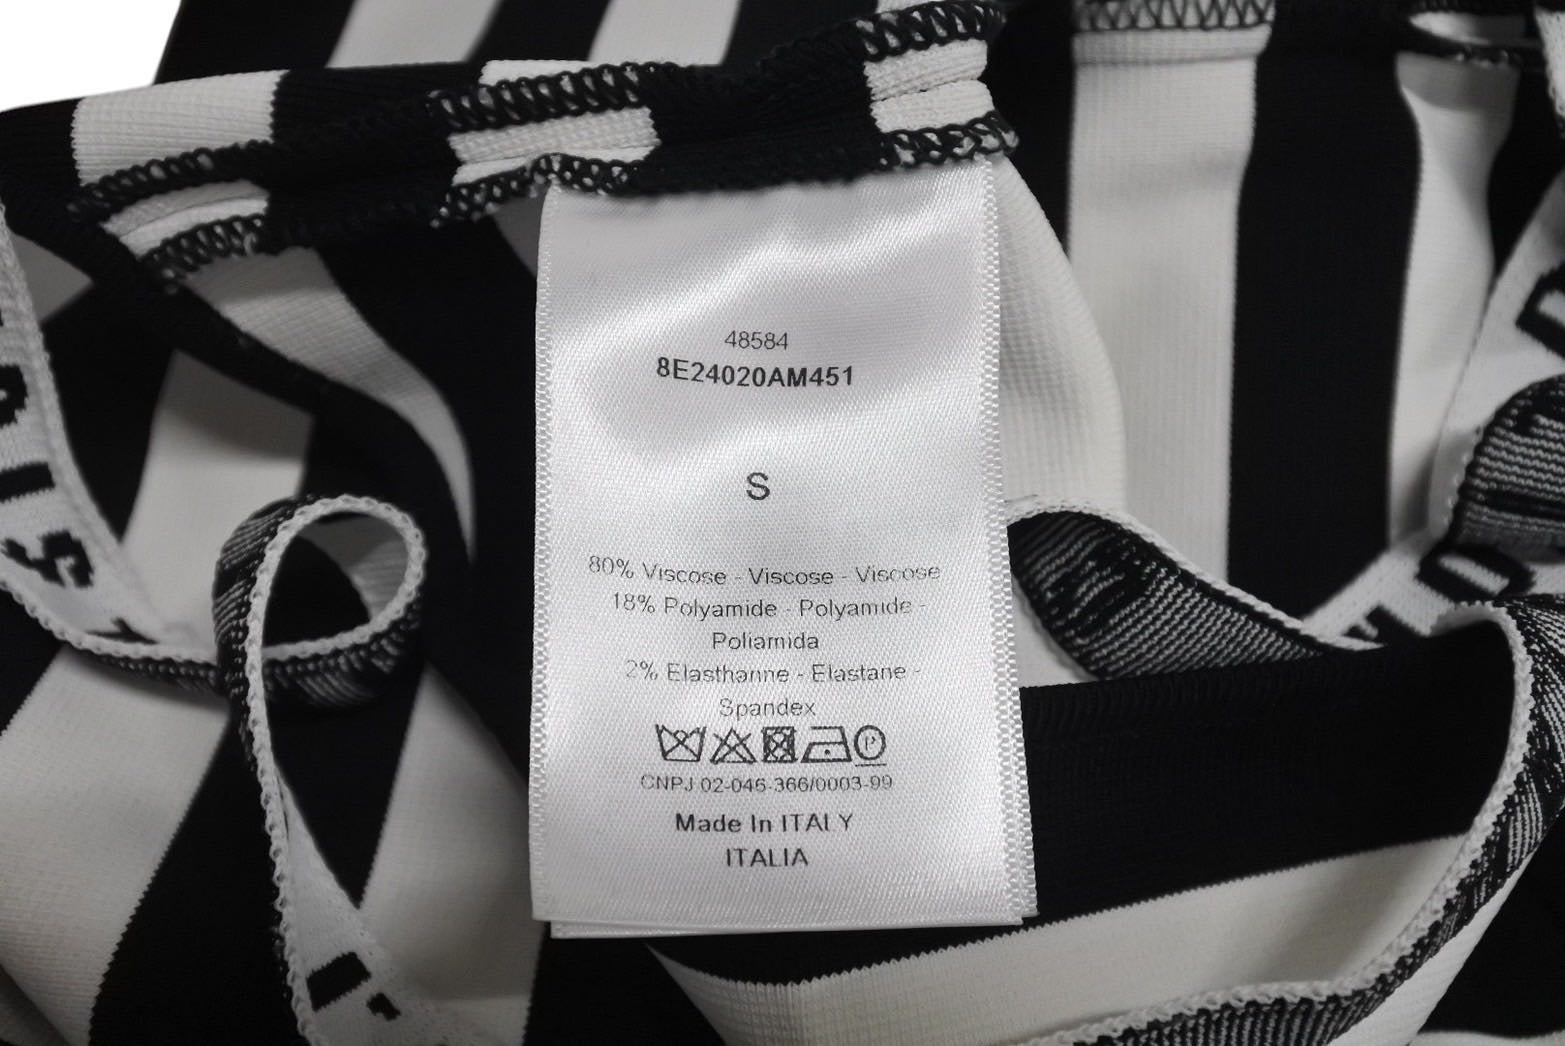 48584
8E24020AM451
S
80% Viscose - Viscose - Viscose
18% Polyamide - Polyamide -
Poliamida
2% Elasthanne - Elastane -
Spandex
CNPJ 02-046-366/0003-99
Made In ITALY
ITALIA